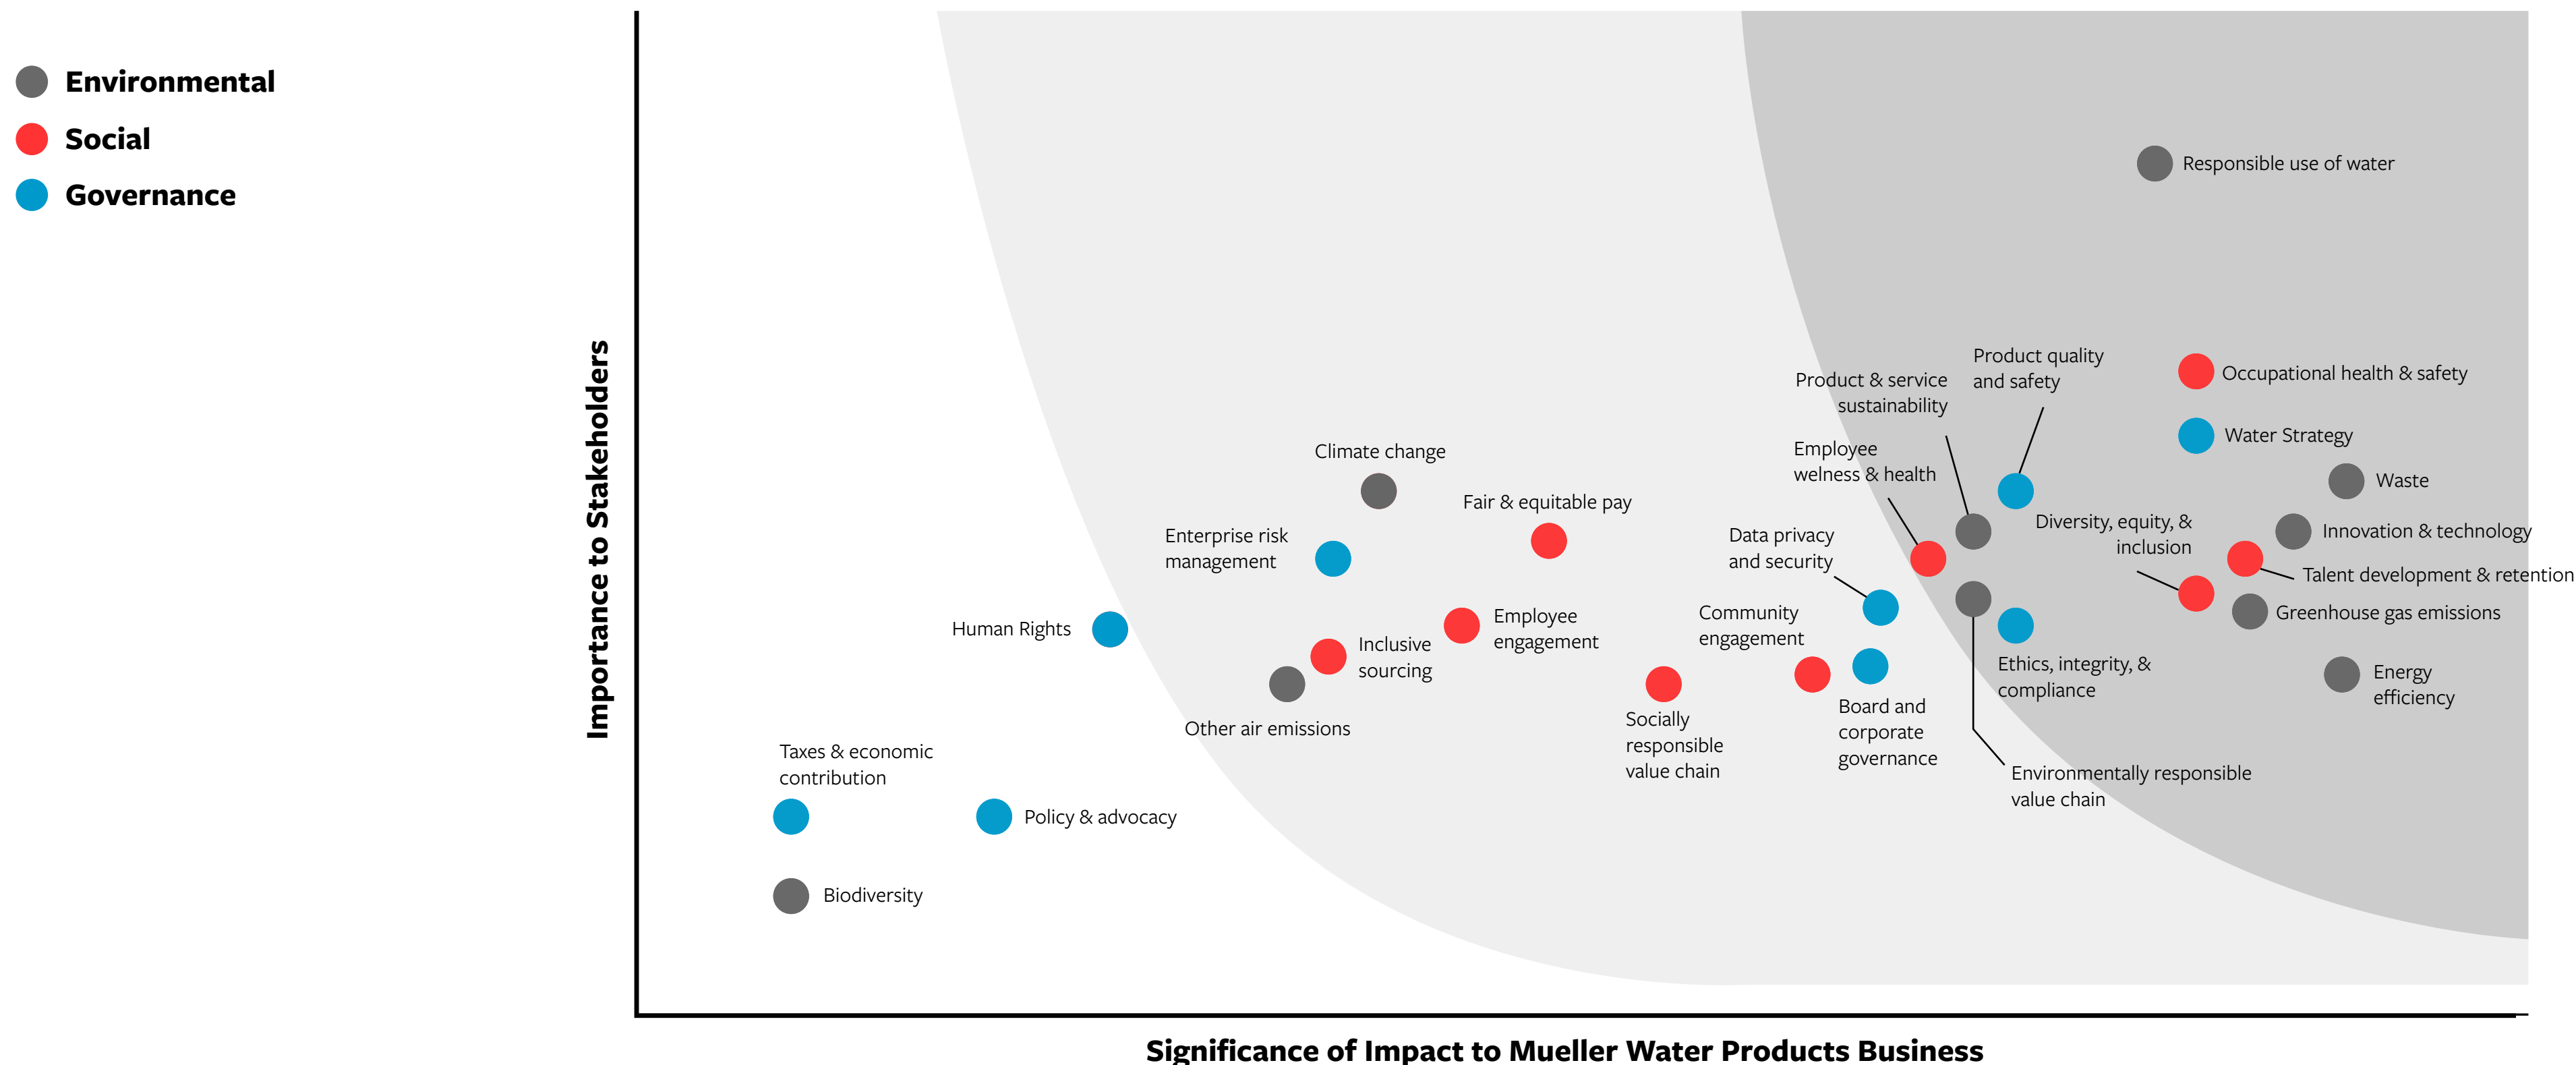 Environmental
Social
Governance
Importance to Stakeholders
Responsible use of water
Product quality
and safety
Product & service
sustainability
Occupational health & safety
Water Strategy
Employee
welness & health
Climate change
Waste
Fair & equitable pay
Enterprise risk
management
Data privacy
and security
Diversity, equity, &
inclusion
Innovation & technology
Talent development & retention
Greenhouse gas emissions
Human Rights
Employee
engagement
Community
engagement
Inclusive
sourcing
Ethics, integrity, &
compliance
Energy
efficiency
Other air emissions
Socially
responsible
value chain
Board and
corporate
governance
Taxes & economic
contribution
Environmentally responsible
value chain
Policy & advocacy
Biodiversity
Significance of Impact to Mueller Water Products Business